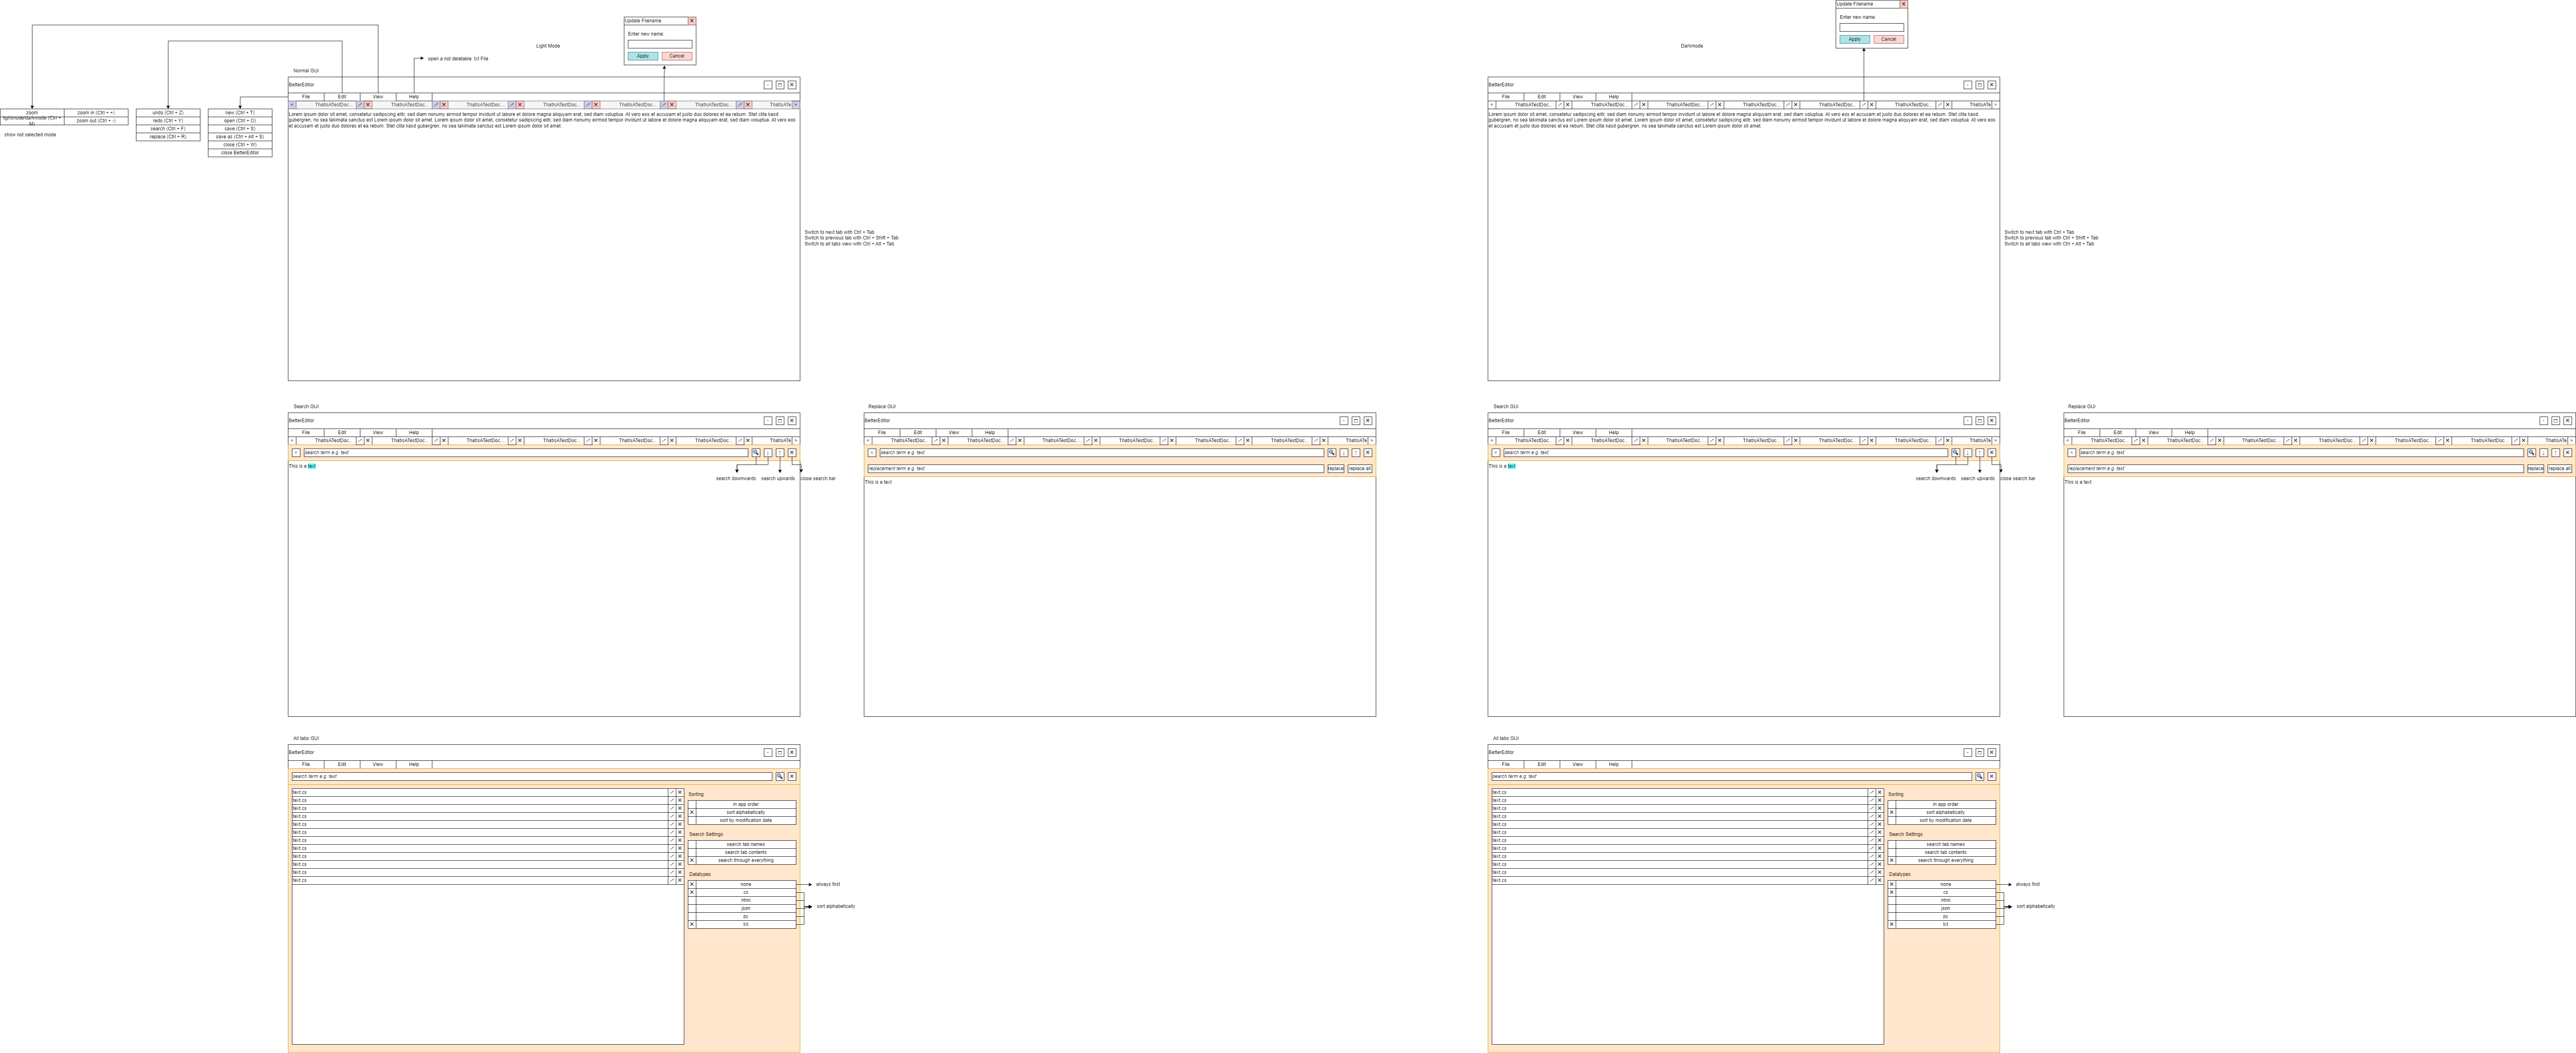 Update Filename
Enter new name:
Apply Cancel
Light Mode
open a not deletable .txt File
Normal GUI
BetterEditor
File Edit View Help
< ThatIsATestDoc... ThatIsATestDoc... ThatIsATestDoc... ThatIsATestDoc... ThatIsATestDoc... ThatIsATestDoc... ThatIsATe >
Lorem ipsum dolor sit amet, consetetur sadipscing elitr, sed diam nonumy eirmod tempor invidunt ut labore et dolore magna aliquyam erat, sed diam voluptua. At vero eos et accusam et justo duo dolores et ea rebum. Stet clita kasd
gubergren, no sea takimata sanctus est Lorem ipsum dolor sit amet. Lorem ipsum dolor sit amet, consetetur sadipscing elitr, sed diam nonumy eirmod tempor invidunt ut labore et dolore magna aliquyam erat, sed diam voluptua. At vero eos
et accusam et justo duo dolores et ea rebum. Stet clita kasd gubergren, no sea takimata sanctus est Lorem ipsum dolor sit amet.
zoom
zoom in (Ctrl + +)
lightmode/darkmode (Ctrl +
M)
zoom out (Ctrl + -)
show not selected mode
undo (Ctrl + Z)
redo (Ctrl + Y)
search (Ctrl + F)
replace (Ctrl + R)
new (Ctrl + T)
open (Ctrl + O)
save (Ctrl + S)
save as (Ctrl + Alt + S)
close (Ctrl + W)
close BetterEditor
Switch to next tab with Ctrl + Tab
Switch to previous tab with Ctrl + Shift + Tab
Switch to all tabs view with Ctrl + Alt + Tab
Search GUI
BetterEditor
File Edit View Help
< ThatIsATestDoc... ThatIsATestDoc... ThatIsATestDoc... ThatIsATestDoc... ThatIsATestDoc... ThatIsATestDoc... ThatIsATe >
search term e.g. text
This is a text
search downwards search upwards close search bar
Replace GUI
BetterEditor
File Edit View Help
< ThatIsATestDoc... ThatIsATestDoc... ThatIsATestDoc... ThatIsATestDoc... ThatIsATestDoc... ThatIsATestDoc... ThatIsATe >
search term e.g. text
replacement term e.g. text replace replace all
This is a text
All tabs GUI
BetterEditor
File Edit View Help
search term e.g. text
text.cs
text.cs
text.cs
text.cs
text.cs
text.cs
text.cs
text.cs
text.cs
text.cs
text.cs
text.cs
Sorting
in app order
sort alphabetically
sort by modification date
Search Settings
search tab names
search tab contents
search through everything
Datatypes
none
cs
html
json
py
txt
always first
sort alphabetically
Update Filename
Enter new name:
Apply Cancel
Darkmode
BetterEditor
File Edit View Help
< ThatIsATestDoc... ThatIsATestDoc... ThatIsATestDoc... ThatIsATestDoc... ThatIsATestDoc... ThatIsATestDoc... ThatIsATe >
Lorem ipsum dolor sit amet, consetetur sadipscing elitr, sed diam nonumy eirmod tempor invidunt ut labore et dolore magna aliquyam erat, sed diam voluptua. At vero eos et accusam et justo duo dolores et ea rebum. Stet clita kasd
gubergren, no sea takimata sanctus est Lorem ipsum dolor sit amet. Lorem ipsum dolor sit amet, consetetur sadipscing elitr, sed diam nonumy eirmod tempor invidunt ut labore et dolore magna aliquyam erat, sed diam voluptua. At vero eos
et accusam et justo duo dolores et ea rebum. Stet clita kasd gubergren, no sea takimata sanctus est Lorem ipsum dolor sit amet.
Switch to next tab with Ctrl + Tab
Switch to previous tab with Ctrl + Shift + Tab
Switch to all tabs view with Ctrl + Alt + Tab
Search GUI
BetterEditor
File Edit View Help
< ThatIsATestDoc... ThatIsATestDoc... ThatIsATestDoc... ThatIsATestDoc... ThatIsATestDoc... ThatIsATestDoc... ThatIsATe >
search term e.g. text
This is a text
search downwards search upwards close search bar
Replace GUI
BetterEditor
File Edit View Help
< ThatIsATestDoc... ThatIsATestDoc... ThatIsATestDoc... ThatIsATestDoc... ThatIsATestDoc... ThatIsATestDoc... ThatIsATe >
search term e.g. text
replacement term e.g. text replace replace all
This is a text
All tabs GUI
BetterEditor
File Edit View Help
search term e.g. text
text.cs
text.cs
text.cs
text.cs
text.cs
text.cs
text.cs
text.cs
text.cs
text.cs
text.cs
text.cs
Sorting
in app order
sort alphabetically
sort by modification date
Search Settings
search tab names
search tab contents
search through everything
Datatypes
none
cs
html
json
py
txt
always first
sort alphabetically